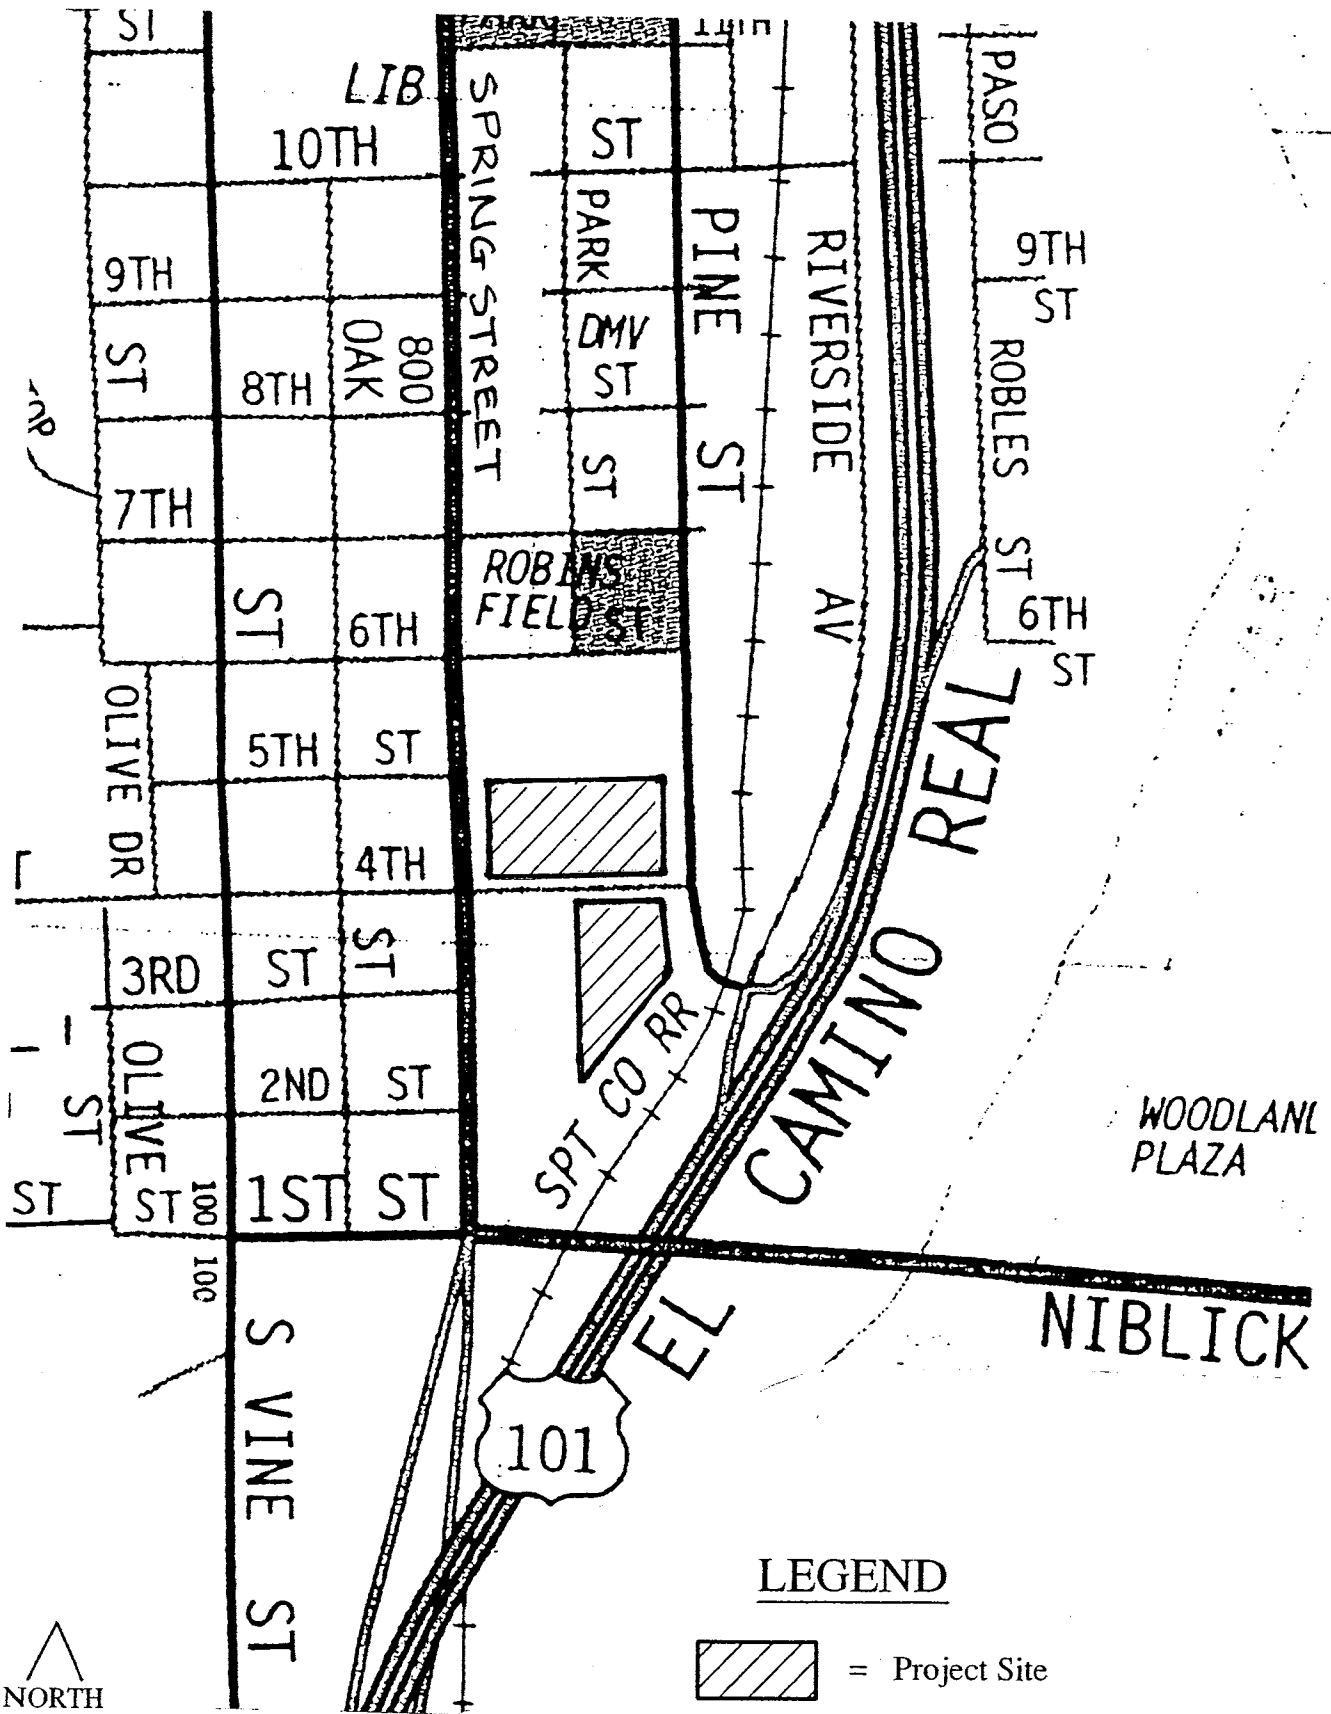 ST
11TH
LIB
10TH
ST
PASO
SPRING STREET
PARK
PINE
RIVERSIDE
9TH
9TH
ST
ST
DMV
ST
8TH
OAK
800
ROBLES
ST
ST
7TH
ROBINS
FIELD
ST
ST
6TH
AV
ST
6TH
ST
OLIVE DR
5TH
ST
4TH
3RD
ST
ST
OLIVE
ST
2ND
ST
SPT CO RR
EL CAMINO REAL
WOODLAND
PLAZA
ST
ST
100
1ST
ST
100
NIBLICK
S VINE ST
101
LEGEND
= Project Site
NORTH